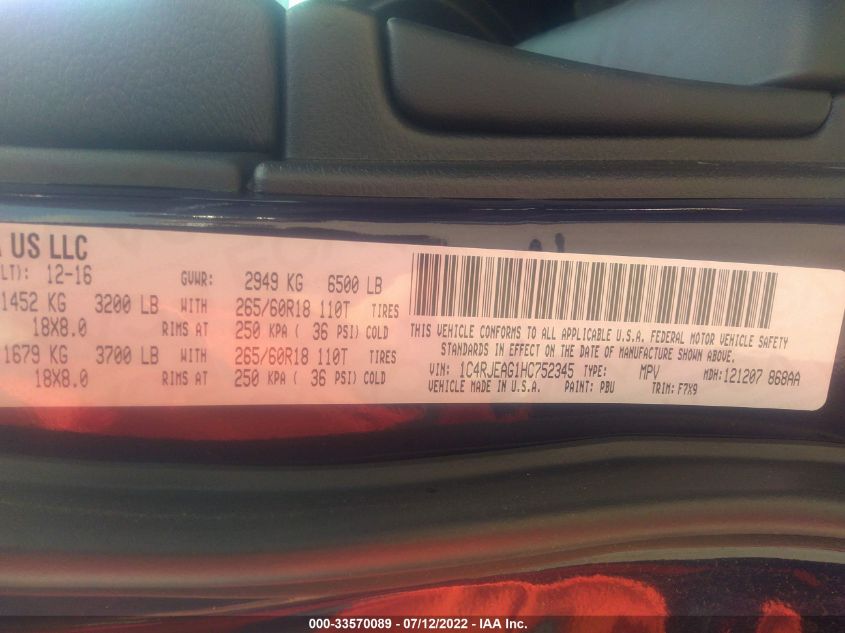 US LLC
LT): 12-16 GVWR: 2949 KG 6500 LB
1452 KG 3200 LB WITH 265/60R18 110T TIRES
18X8.0 RIMS AT 250 KPA ( 36 PSI) COLD
1679 KG 3700 LB WITH 265/60R18 110T TIRES
18X8.0 RIMS AT 250 KPA ( 36 PSI) COLD
THIS VEHICLE CONFORMS TO ALL APPLICABLE U.S.A. FEDERAL MOTOR VEHICLE SAFETY
STANDARDS IN EFFECT ON THE DATE OF MANUFACTURE SHOWN ABOVE.
VIN: 1C4RJEAG1HC752345 TYPE: MPV MDH: 121207 868AA
VEHICLE MADE IN U.S.A. PAINT: PBU TRIM: F7X9
000-33570089 - 07/12/2022 - IAA Inc.